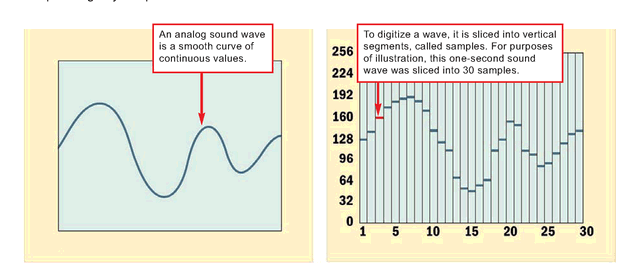 An analog sound wave
is a smooth curve of
continuous values.
To digitize a wave, it is sliced into vertical
segments, called samples. For purposes
of illustration, this one-second sound
wave was sliced into 30 samples.
256
224
192
160
128
96
64
32
0
1 5 10 15 20 25 30